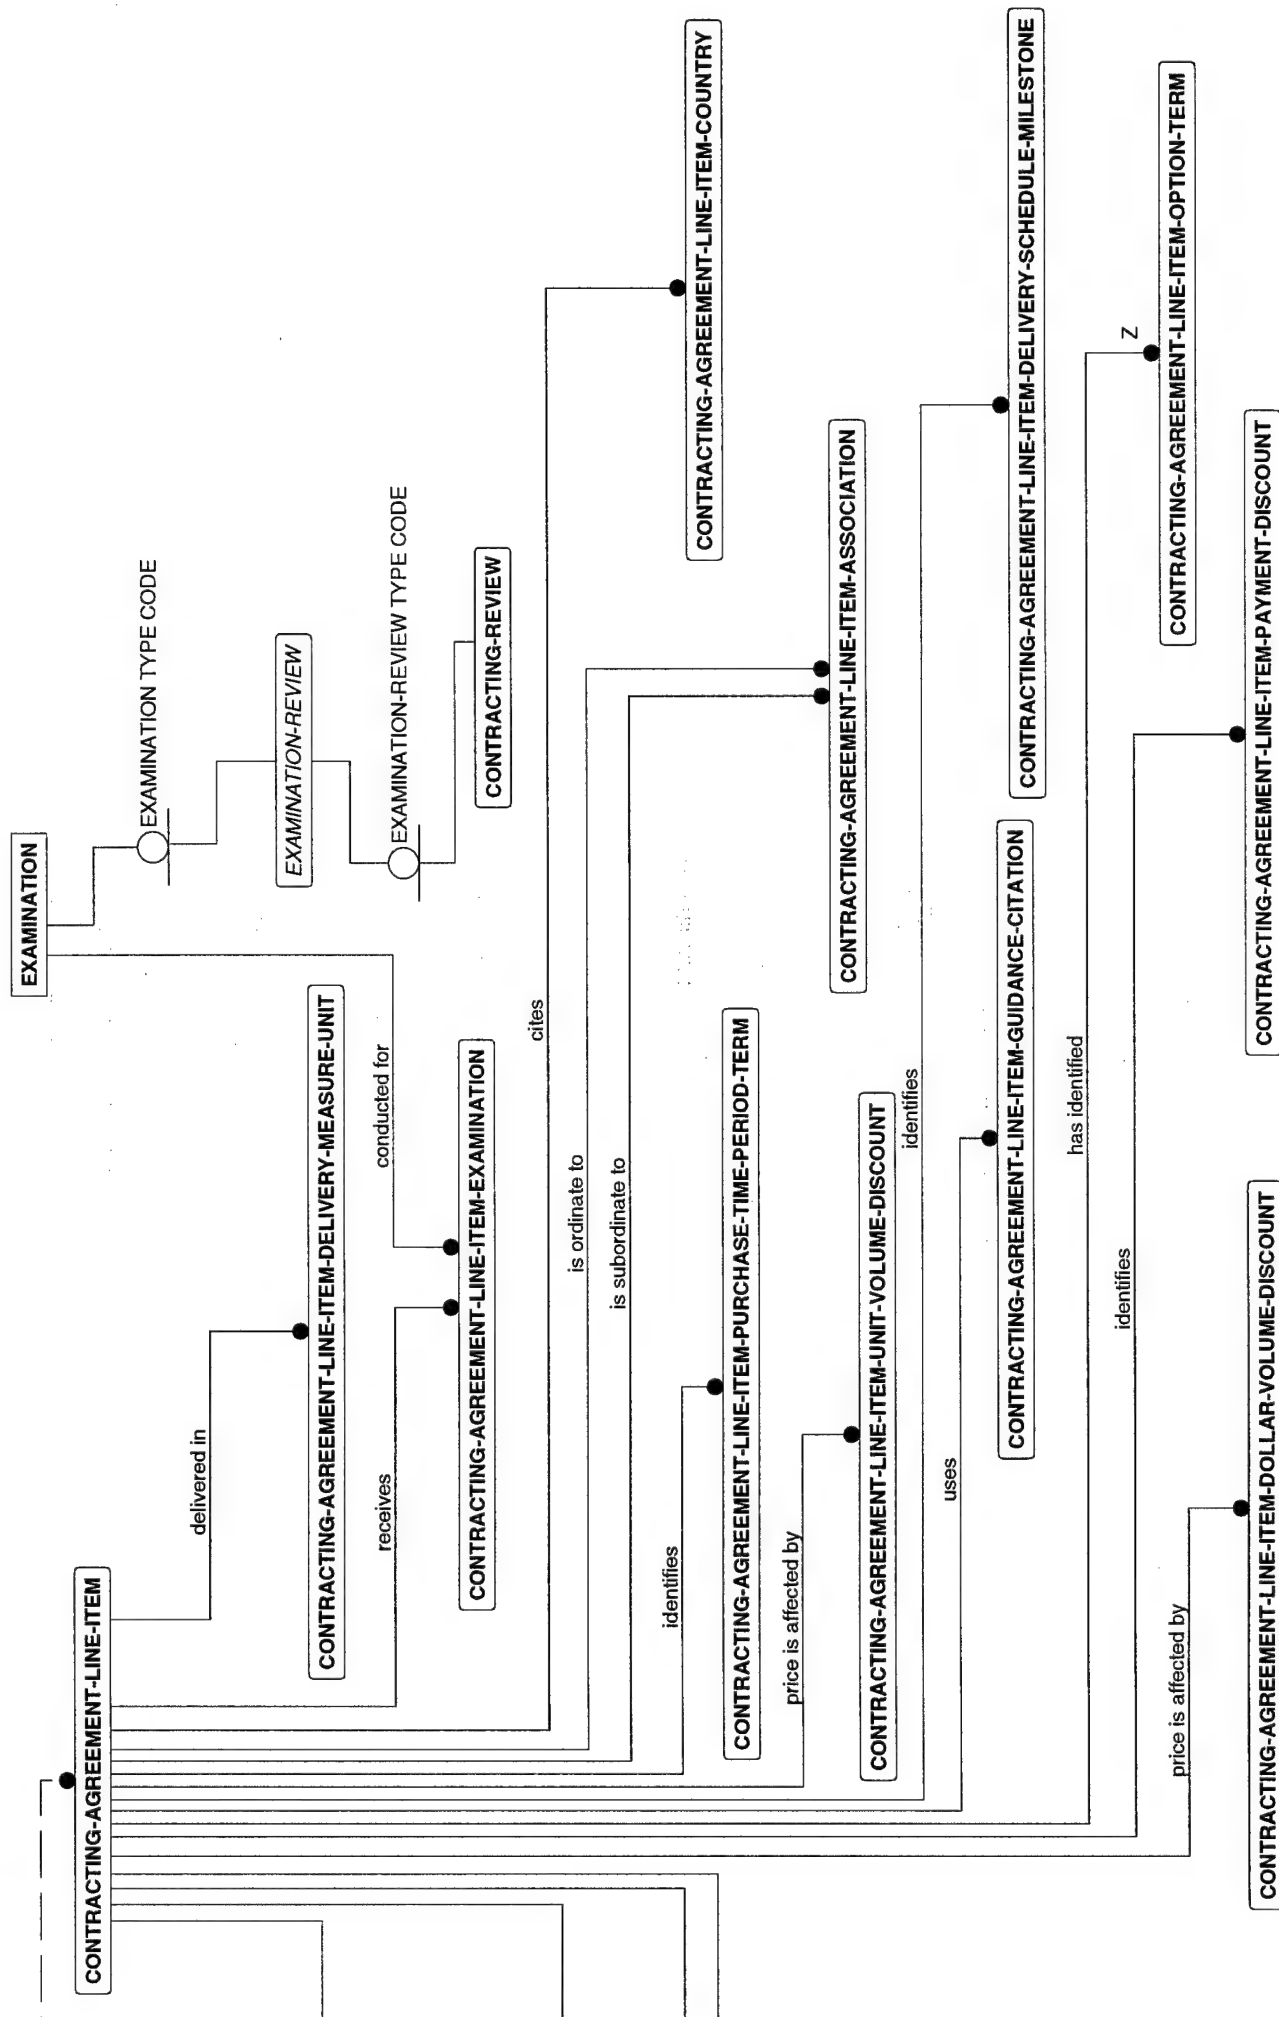 EXAMINATION
EXAMINATION TYPE CODE
EXAMINATION-REVIEW
EXAMINATION-REVIEW TYPE CODE
CONTRACTING-REVIEW
CONTRACTING-AGREEMENT-LINE-ITEM
delivered in
CONTRACTING-AGREEMENT-LINE-ITEM-DELIVERY-MEASURE-UNIT
receives
conducted for
CONTRACTING-AGREEMENT-LINE-ITEM-EXAMINATION
cites
CONTRACTING-AGREEMENT-LINE-ITEM-COUNTRY
is ordinate to
is subordinate to
CONTRACTING-AGREEMENT-LINE-ITEM-ASSOCIATION
identifies
CONTRACTING-AGREEMENT-LINE-ITEM-PURCHASE-TIME-PERIOD-TERM
price is affected by
CONTRACTING-AGREEMENT-LINE-ITEM-UNIT-VOLUME-DISCOUNT
identifies
CONTRACTING-AGREEMENT-LINE-ITEM-DELIVERY-SCHEDULE-MILESTONE
uses
CONTRACTING-AGREEMENT-LINE-ITEM-GUIDANCE-CITATION
has identified
Z
CONTRACTING-AGREEMENT-LINE-ITEM-OPTION-TERM
identifies
CONTRACTING-AGREEMENT-LINE-ITEM-PAYMENT-DISCOUNT
price is affected by
CONTRACTING-AGREEMENT-LINE-ITEM-DOLLAR-VOLUME-DISCOUNT